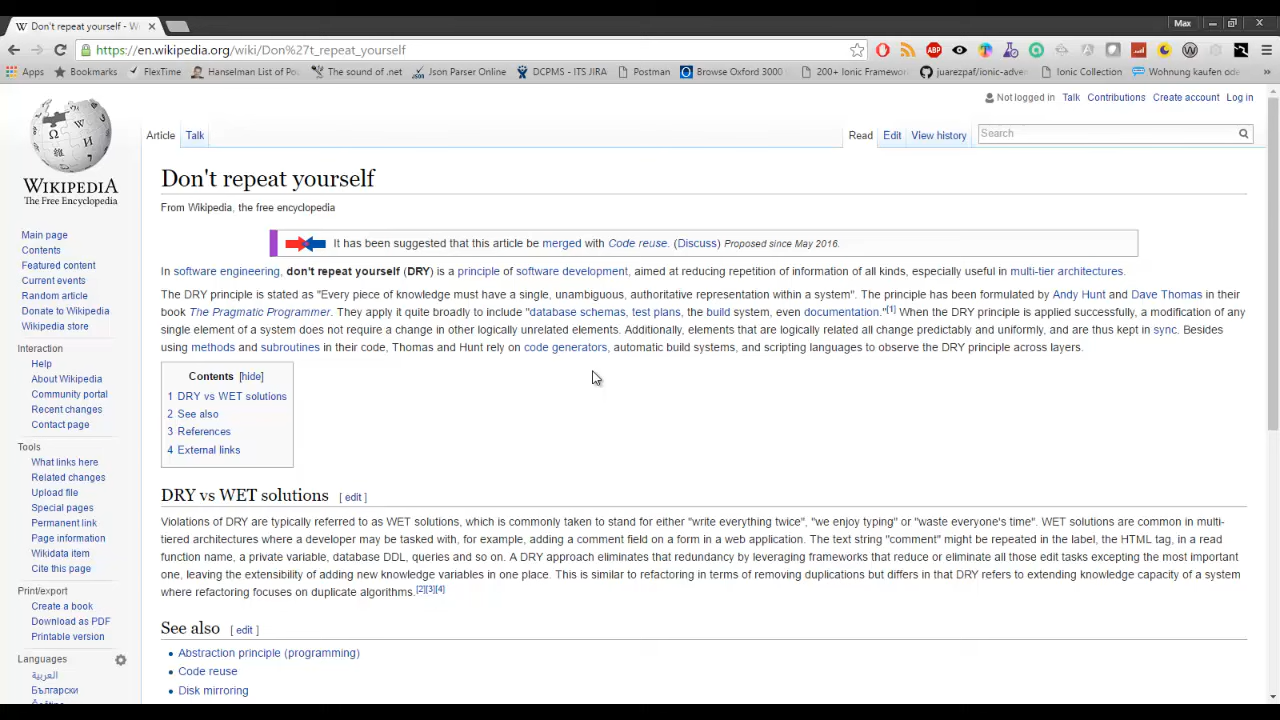 Max
Don't repeat yourself - Wi
https://en.wikipedia.org/wiki/Don%27t_repeat_yourself
Apps Bookmarks FlexTime Hanselman List of Po The sound of .net Json Parser Online DCPMS - ITS JIRA Postman Browse Oxford 3000 200+ Ionic Framework juarezpaf/ionic-adve Ionic Collection Wohnung kaufen od
Not logged in Talk Contributions Create account Log in
Article Talk Read Edit View history Search
WIKIPEDIA
The Free Encyclopedia
Main page
Contents
Featured content
Current events
Random article
Donate to Wikipedia
Wikipedia store
Interaction
Help
About Wikipedia
Community portal
Recent changes
Contact page
Tools
What links here
Related changes
Upload file
Special pages
Permanent link
Page information
Wikidata item
Cite this page
Print/export
Create a book
Download as PDF
Printable version
Languages
العربية
Български
Don't repeat yourself
From Wikipedia, the free encyclopedia
It has been suggested that this article be merged with Code reuse. (Discuss) Proposed since May 2016.
In software engineering, don't repeat yourself (DRY) is a principle of software development, aimed at reducing repetition of information of all kinds, especially useful in multi-tier architectures.
The DRY principle is stated as "Every piece of knowledge must have a single, unambiguous, authoritative representation within a system". The principle has been formulated by Andy Hunt and Dave Thomas in their
book The Pragmatic Programmer. They apply it quite broadly to include "database schemas, test plans, the build system, even documentation."[1] When the DRY principle is applied successfully, a modification of any
single element of a system does not require a change in other logically unrelated elements. Additionally, elements that are logically related all change predictably and uniformly, and are thus kept in sync. Besides
using methods and subroutines in their code, Thomas and Hunt rely on code generators, automatic build systems, and scripting languages to observe the DRY principle across layers.
Contents [hide]
1 DRY vs WET solutions
2 See also
3 References
4 External links
DRY vs WET solutions [ edit ]
Violations of DRY are typically referred to as WET solutions, which is commonly taken to stand for either "write everything twice", "we enjoy typing" or "waste everyone's time". WET solutions are common in multi-
tiered architectures where a developer may be tasked with, for example, adding a comment field on a form in a web application. The text string "comment" might be repeated in the label, the HTML tag, in a read
function name, a private variable, database DDL, queries and so on. A DRY approach eliminates that redundancy by leveraging frameworks that reduce or eliminate all those edit tasks excepting the most important
one, leaving the extensibility of adding new knowledge variables in one place. This is similar to refactoring in terms of removing duplications but differs in that DRY refers to extending knowledge capacity of a system
where refactoring focuses on duplicate algorithms.[2][3][4]
See also [ edit ]
Abstraction principle (programming)
Code reuse
Disk mirroring